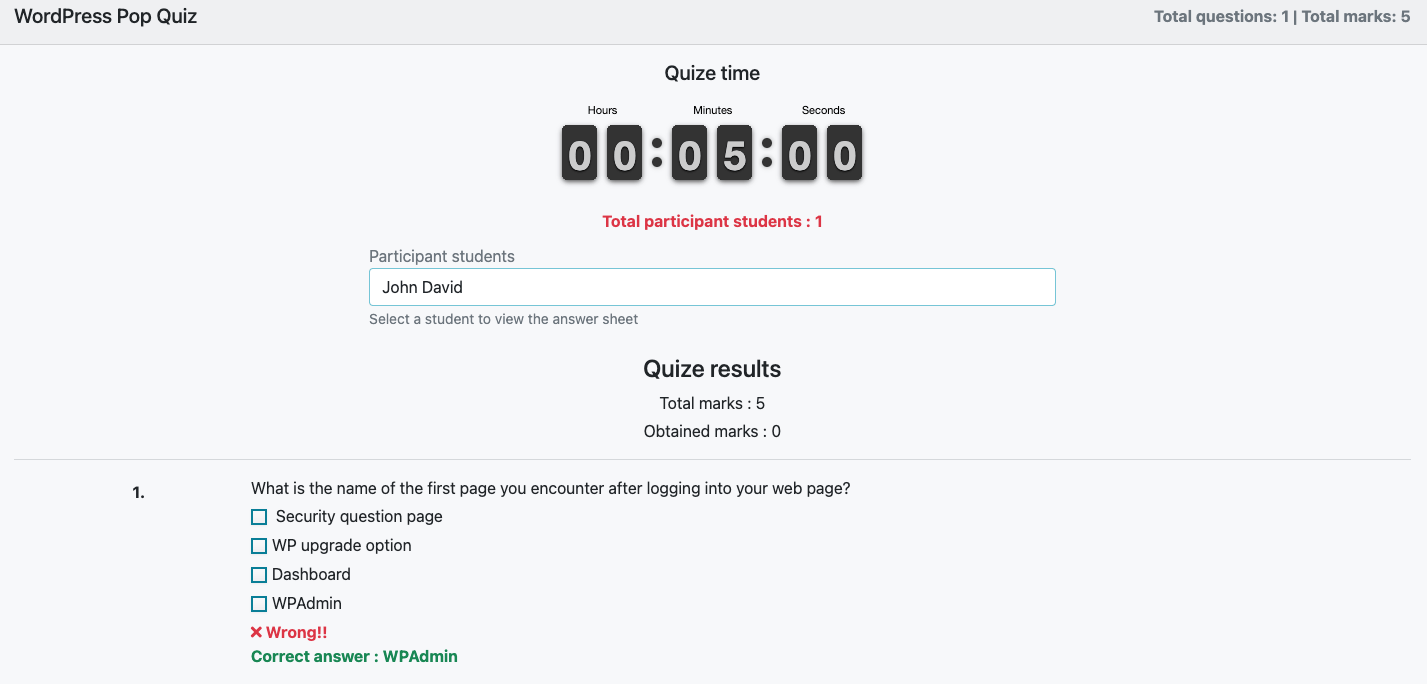 WordPress Pop Quiz
Total questions: 1 | Total marks: 5
Quize time
Hours Minutes Seconds
00:05:00
Total participant students : 1
Participant students
John David
Select a student to view the answer sheet
Quize results
Total marks : 5
Obtained marks : 0
1. What is the name of the first page you encounter after logging into your web page?
Security question page
WP upgrade option
Dashboard
WPAdmin
Wrong!!
Correct answer : WPAdmin